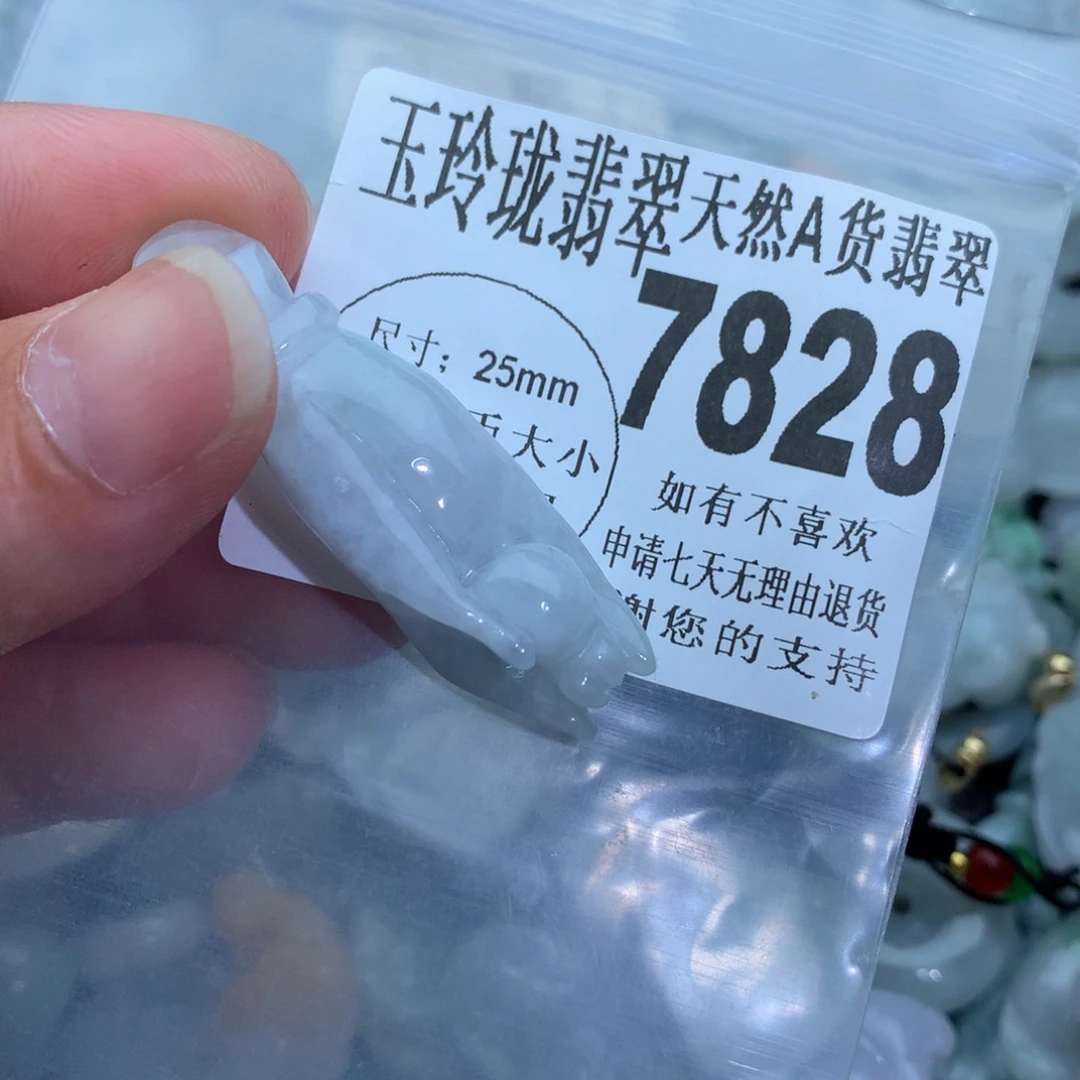 玉玲珑翡翠天然A货翡翠
7828
尺寸；25mm
大小
如有不喜欢
申请七天无理由退货
谢您的支持